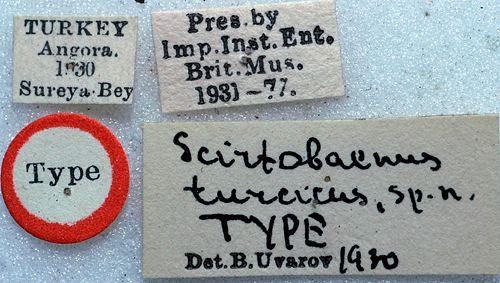 TURKEY
Angora.
1930
Sureya Bey
Pres. by
Imp. Inst. Ent.
Brit. Mus.
1931-77.
Type
Scirtobaenus
turcicus, sp. n.
TYPE
Det. B. Uvarov 1930